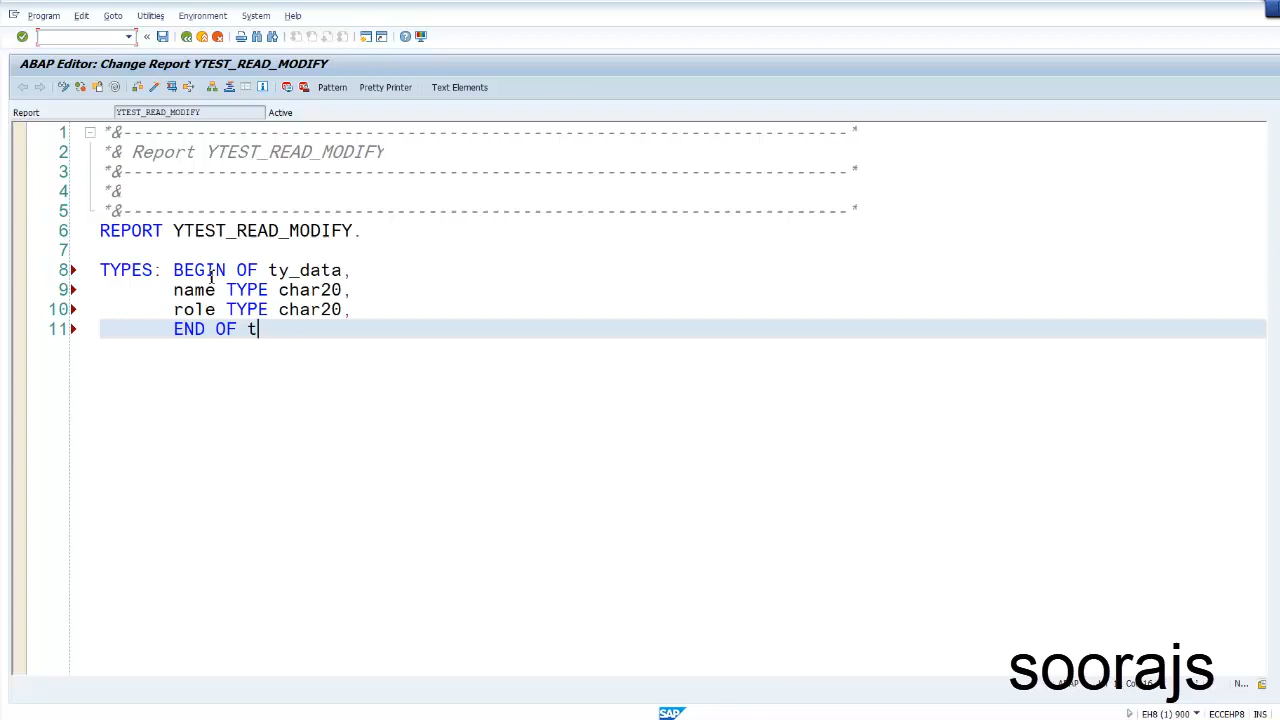 Program Edit Goto Utilities Environment System Help
«
ABAP Editor: Change Report YTEST_READ_MODIFY
Pattern Pretty Printer Text Elements
Report YTEST_READ_MODIFY Active
1 *&---------------------------------------------------------------------*
2 *& Report YTEST_READ_MODIFY
3 *&---------------------------------------------------------------------*
4 *&
5 *&---------------------------------------------------------------------*
6 REPORT YTEST_READ_MODIFY.
7
8 TYPES: BEGIN OF ty_data,
9 name TYPE char20,
10 role TYPE char20,
11 END OF t
soorajs
N...
SAP
EH8 (1) 900 ECCEHP8 INS